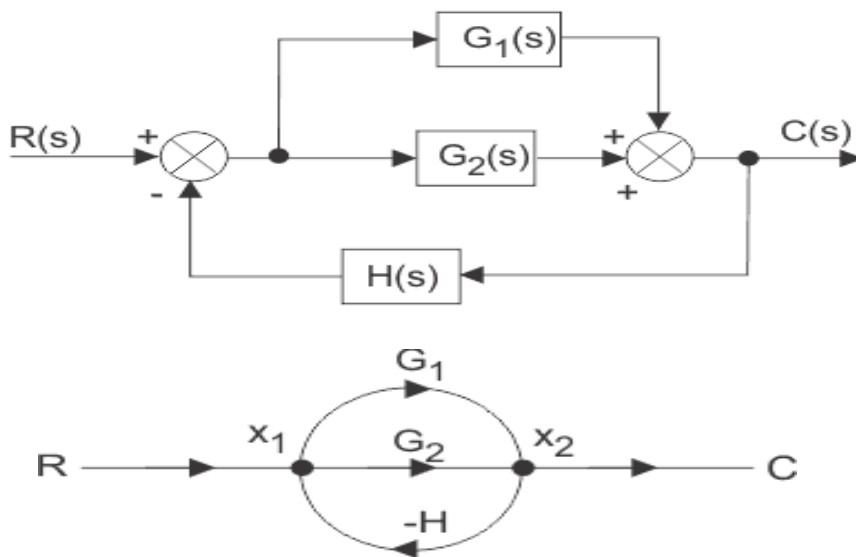 G₁(s)
R(s) + + C(s)
G₂(s)
- +
H(s)
G₁
x₁ G₂ x₂
R C
-H